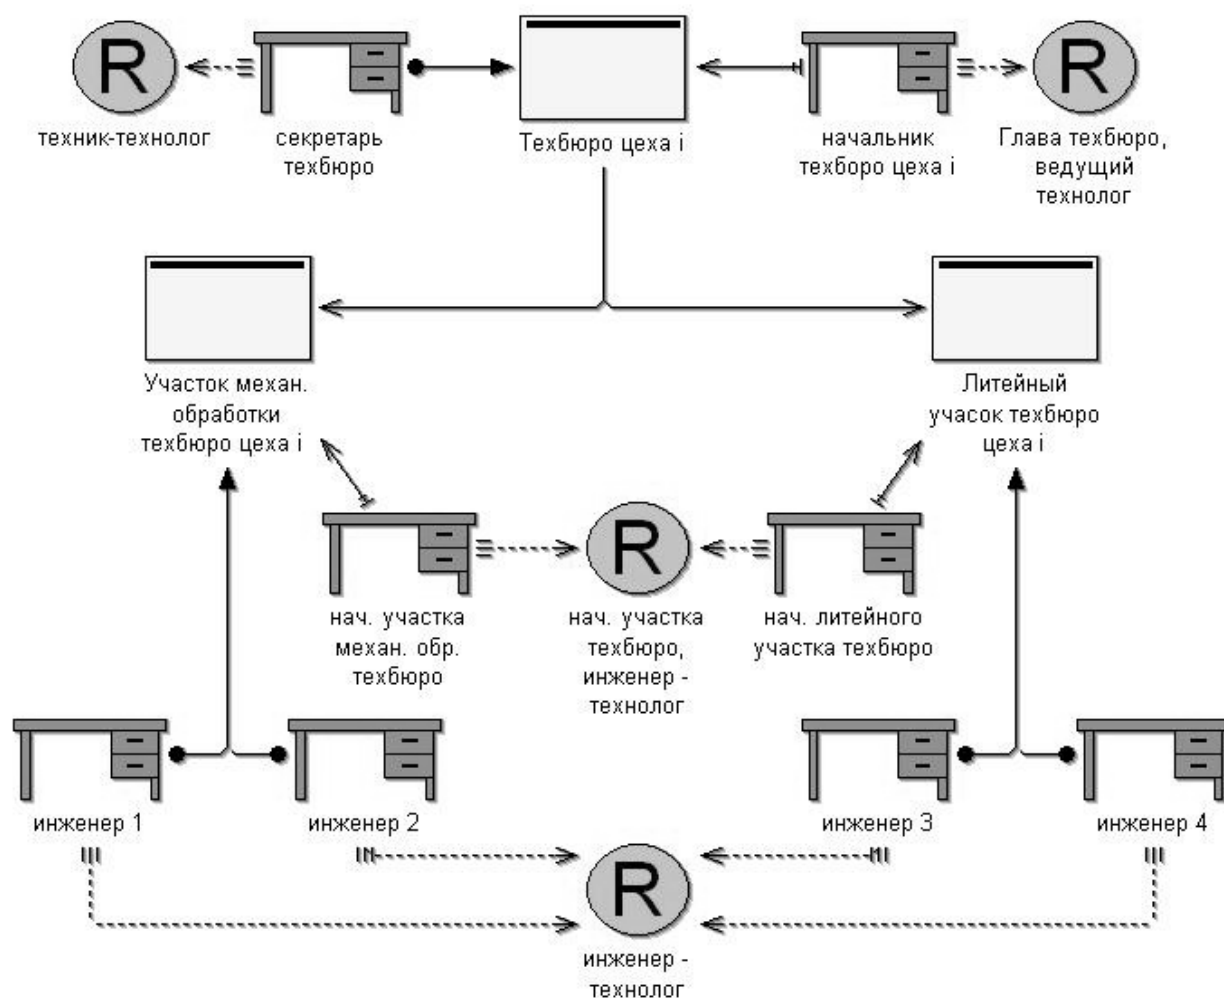 R
R
техник-технолог
секретарь
техбюро
Техбюро цеха i
начальник
техборо цеха i
Глава техбюро,
ведущий
технолог
Участок механ.
обработки
техбюро цеха i
Литейный
учасок техбюро
цеха i
R
нач. участка
механ. обр.
техбюро
нач. участка
техбюро,
инженер -
технолог
нач. литейного
участка техбюро
инженер 1
инженер 2
инженер 3
инженер 4
R
инженер -
технолог